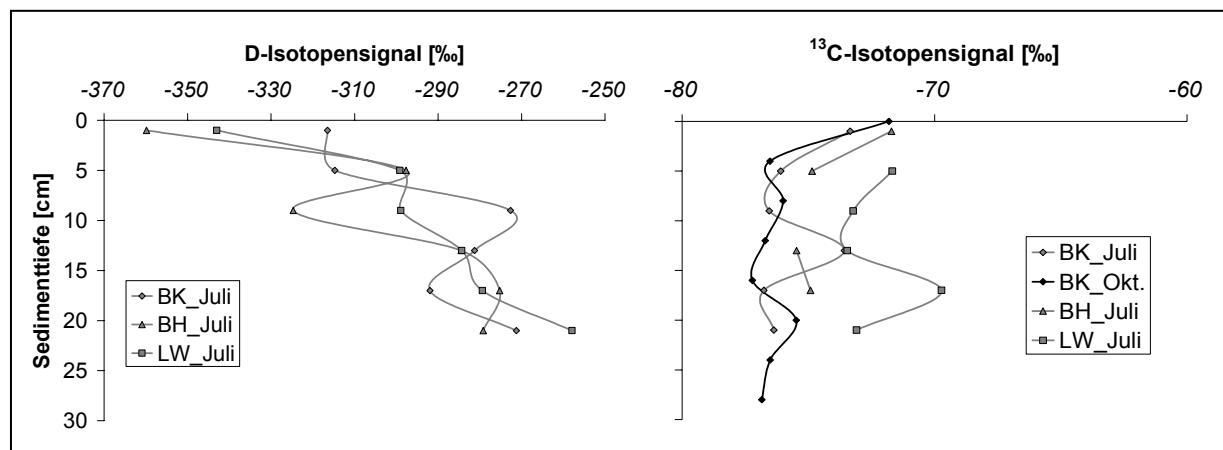 D-Isotopensignal [‰]
-370 -350 -330 -310 -290 -270 -250
Sedimenttiefe [cm]
0
5
10
15
20
25
30
BK_Juli
BH_Juli
LW_Juli
¹³C-Isotopensignal [‰]
-80 -70 -60
BK_Juli
BK_Okt.
BH_Juli
LW_Juli